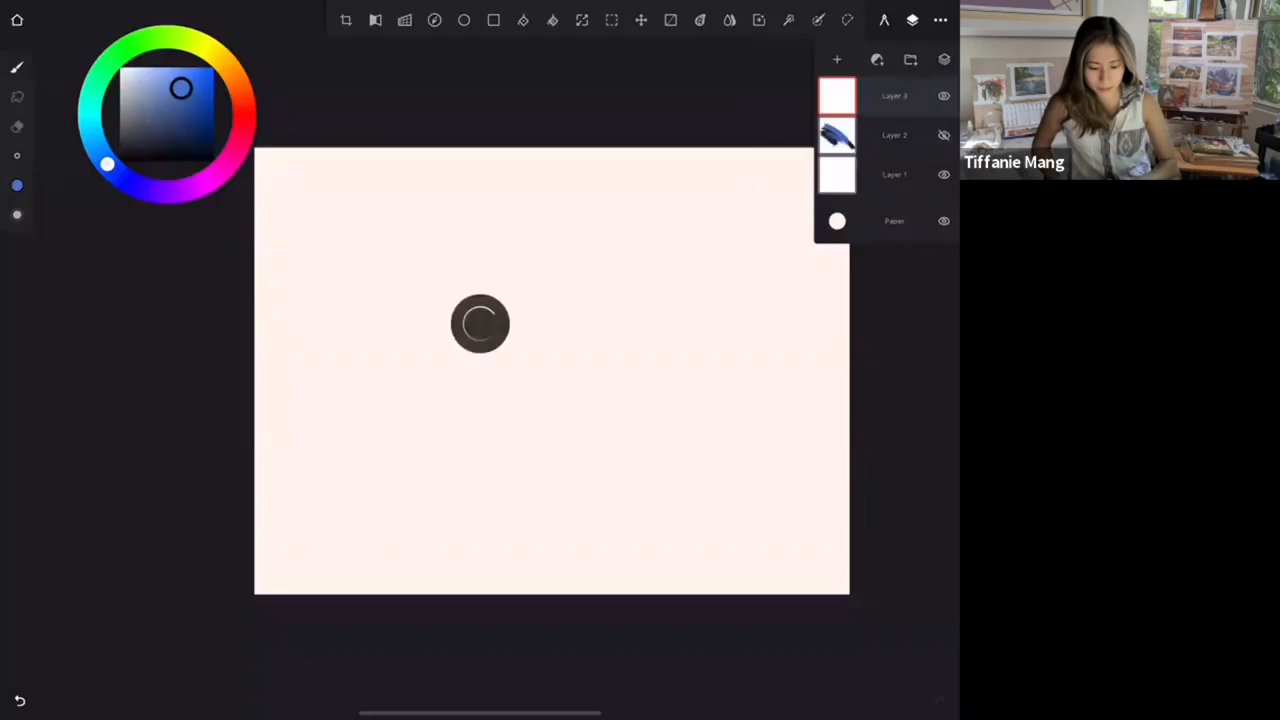 Layer 3
Layer 2
Layer 1
Paper
Tiffanie Mang